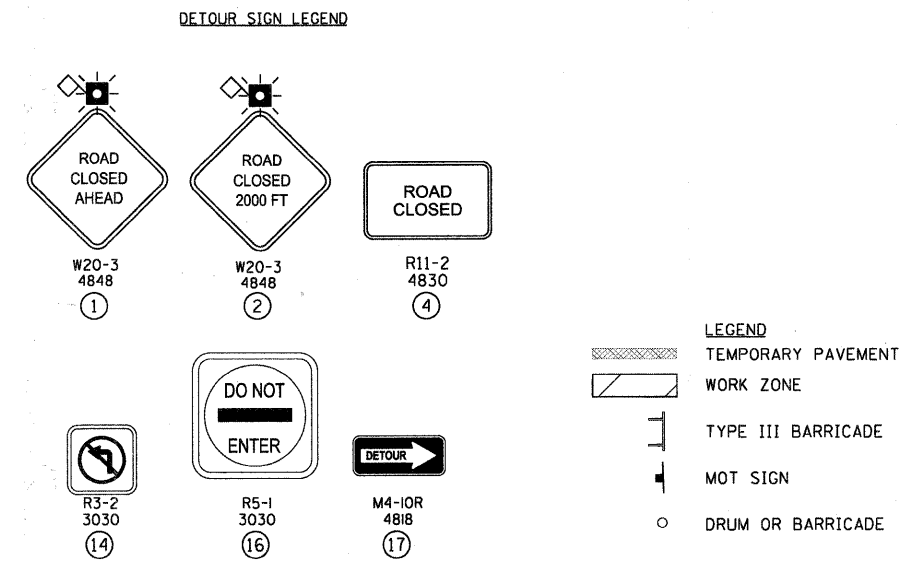 DETOUR SIGN LEGEND
ROAD
CLOSED
AHEAD
W20-3
4848
1
ROAD
CLOSED
2000 FT
W20-3
4848
2
ROAD
CLOSED
R11-2
4830
4
R3-2
3030
14
DO NOT
ENTER
R5-1
3030
16
DETOUR
M4-10R
4818
17
LEGEND
TEMPORARY PAVEMENT
WORK ZONE
TYPE III BARRICADE
MOT SIGN
DRUM OR BARRICADE